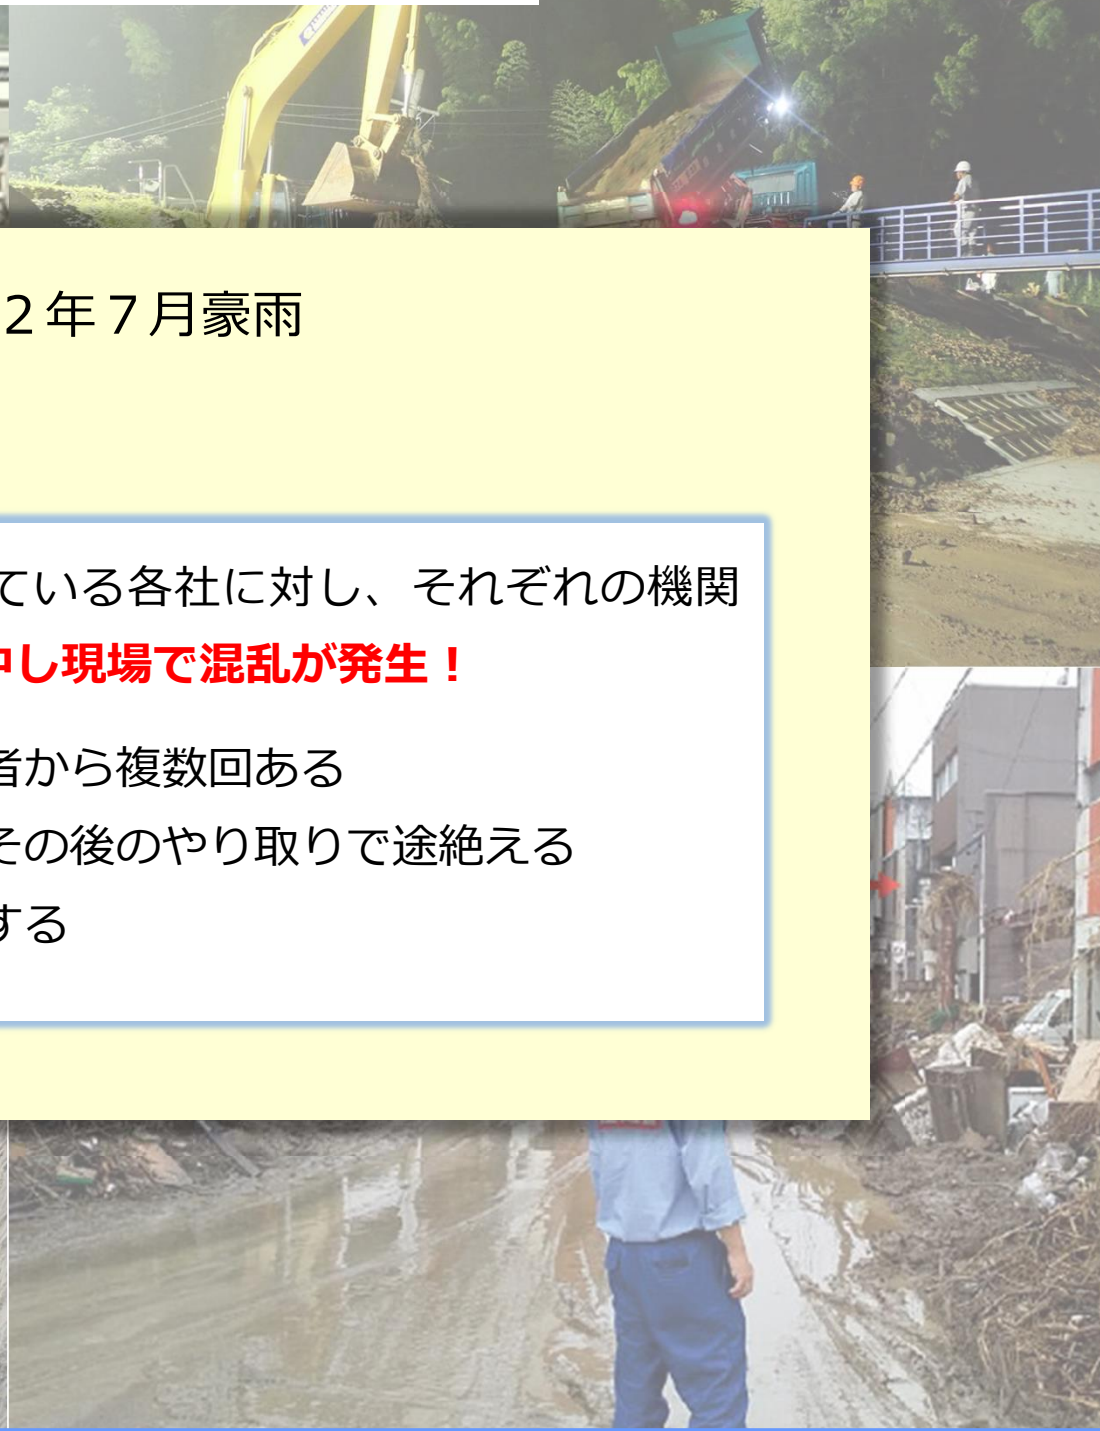 ２年７月豪雨
ている各社に対し、それぞれの機関
中し現場で混乱が発生！
者から複数回ある
その後のやり取りで途絶える
する